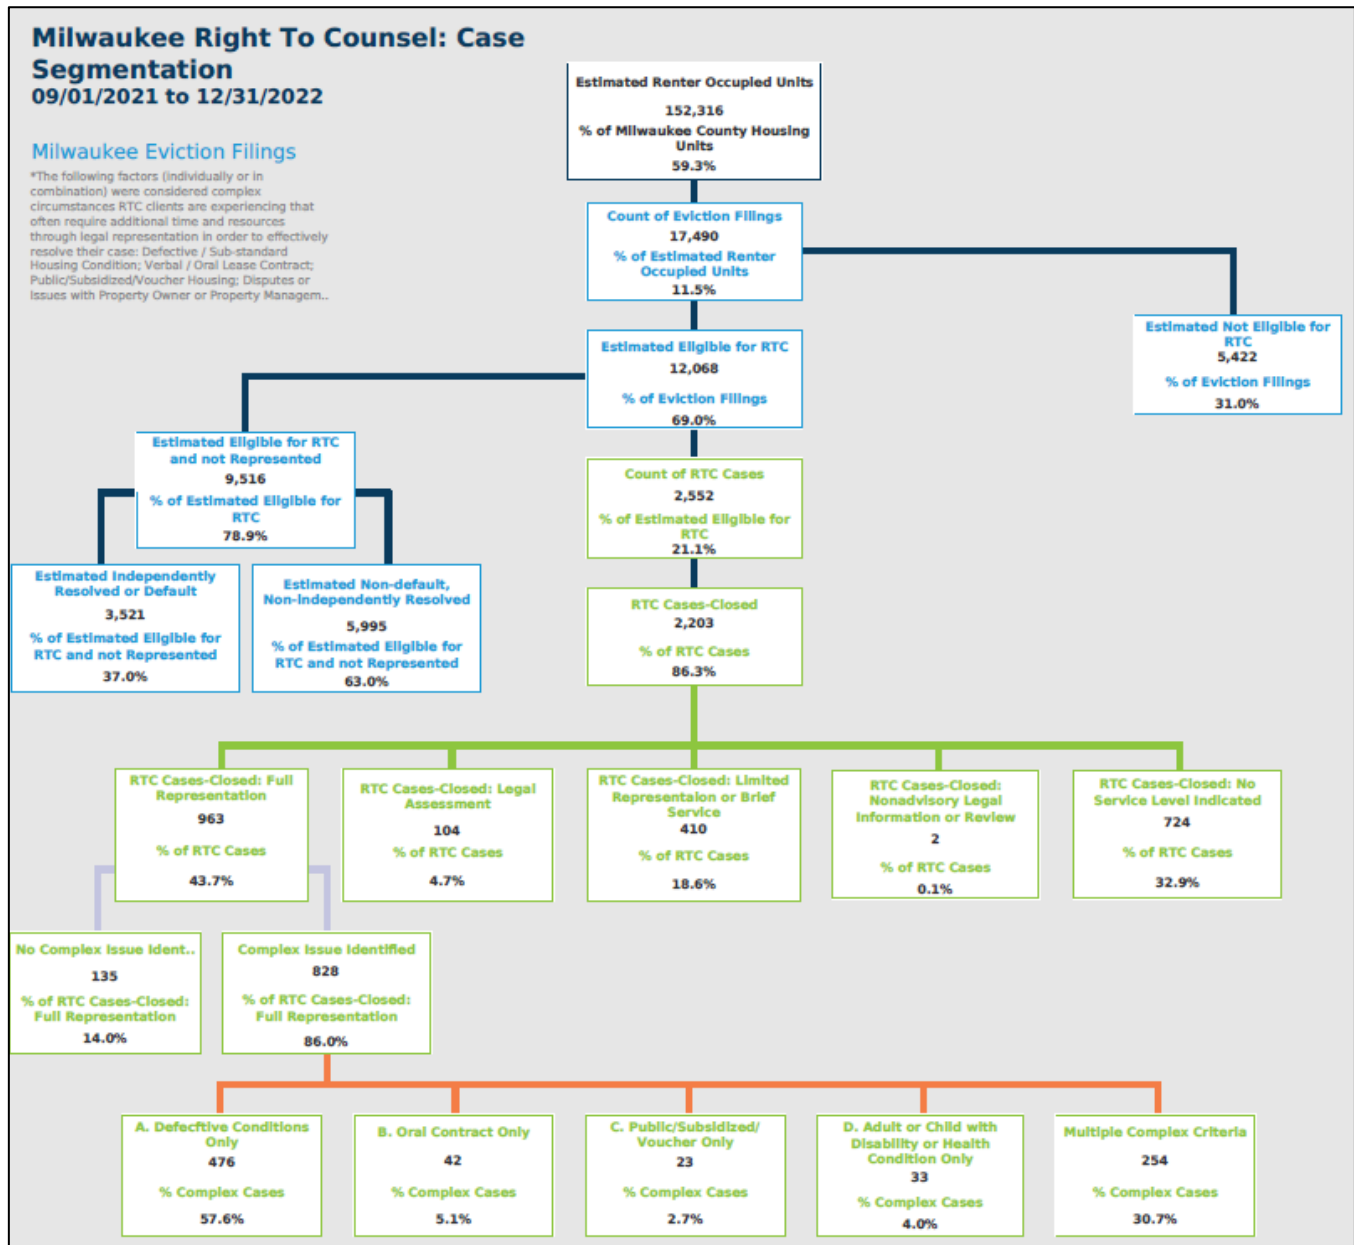 Milwaukee Right To Counsel: Case
Segmentation
09/01/2021 to 12/31/2022
Milwaukee Eviction Filings
*The following factors (individually or in
combination) were considered complex
circumstances RTC clients are experiencing that
often require additional time and resources
through legal representation in order to effectively
resolve their case: Defective / Sub-standard
Housing Condition; Verbal / Oral Lease Contract;
Public/Subsidized/Voucher Housing; Disputes or
Issues with Property Owner or Property Managem..
Estimated Renter Occupied Units
152,316
% of Milwaukee County Housing
Units
59.3%
Count of Eviction Filings
17,490
% of Estimated Renter
Occupied Units
11.5%
Estimated Not Eligible for
RTC
5,422
% of Eviction Filings
31.0%
Estimated Eligible for RTC
12,068
% of Eviction Filings
69.0%
Estimated Eligible for RTC
and not Represented
9,516
% of Estimated Eligible for
RTC
78.9%
Count of RTC Cases
2,552
% of Estimated Eligible for
RTC
21.1%
Estimated Independently
Resolved or Default
3,521
% of Estimated Eligible for
RTC and not Represented
37.0%
Estimated Non-default,
Non-independently Resolved
5,995
% of Estimated Eligible for
RTC and not Represented
63.0%
RTC Cases-Closed
2,203
% of RTC Cases
86.3%
RTC Cases-Closed: Full
Representation
963
% of RTC Cases
43.7%
RTC Cases-Closed: Legal
Assessment
104
% of RTC Cases
4.7%
RTC Cases-Closed: Limited
Representaion or Brief
Service
410
% of RTC Cases
18.6%
RTC Cases-Closed:
Nonadvisory Legal
Information or Review
2
% of RTC Cases
0.1%
RTC Cases-Closed: No
Service Level Indicated
724
% of RTC Cases
32.9%
No Complex Issue Ident..
135
% of RTC Cases-Closed:
Full Representation
14.0%
Complex Issue Identified
828
% of RTC Cases-Closed:
Full Representation
86.0%
A. Defecftive Conditions
Only
476
% Complex Cases
57.6%
B. Oral Contract Only
42
% Complex Cases
5.1%
C. Public/Subsidized/
Voucher Only
23
% Complex Cases
2.7%
D. Adult or Child with
Disability or Health
Condition Only
33
% Complex Cases
4.0%
Multiple Complex Criteria
254
% Complex Cases
30.7%